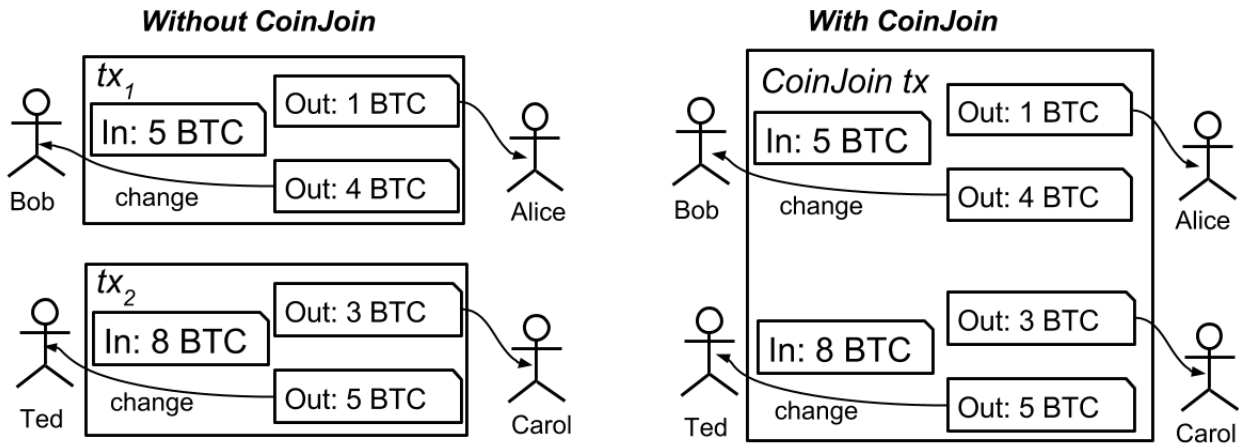 Without CoinJoin
tx1
In: 5 BTC
Out: 1 BTC
Out: 4 BTC
change
Bob
Alice
tx2
In: 8 BTC
Out: 3 BTC
Out: 5 BTC
change
Ted
Carol
With CoinJoin
CoinJoin tx
In: 5 BTC
Out: 1 BTC
Out: 4 BTC
change
Bob
Alice
In: 8 BTC
Out: 3 BTC
Out: 5 BTC
change
Ted
Carol